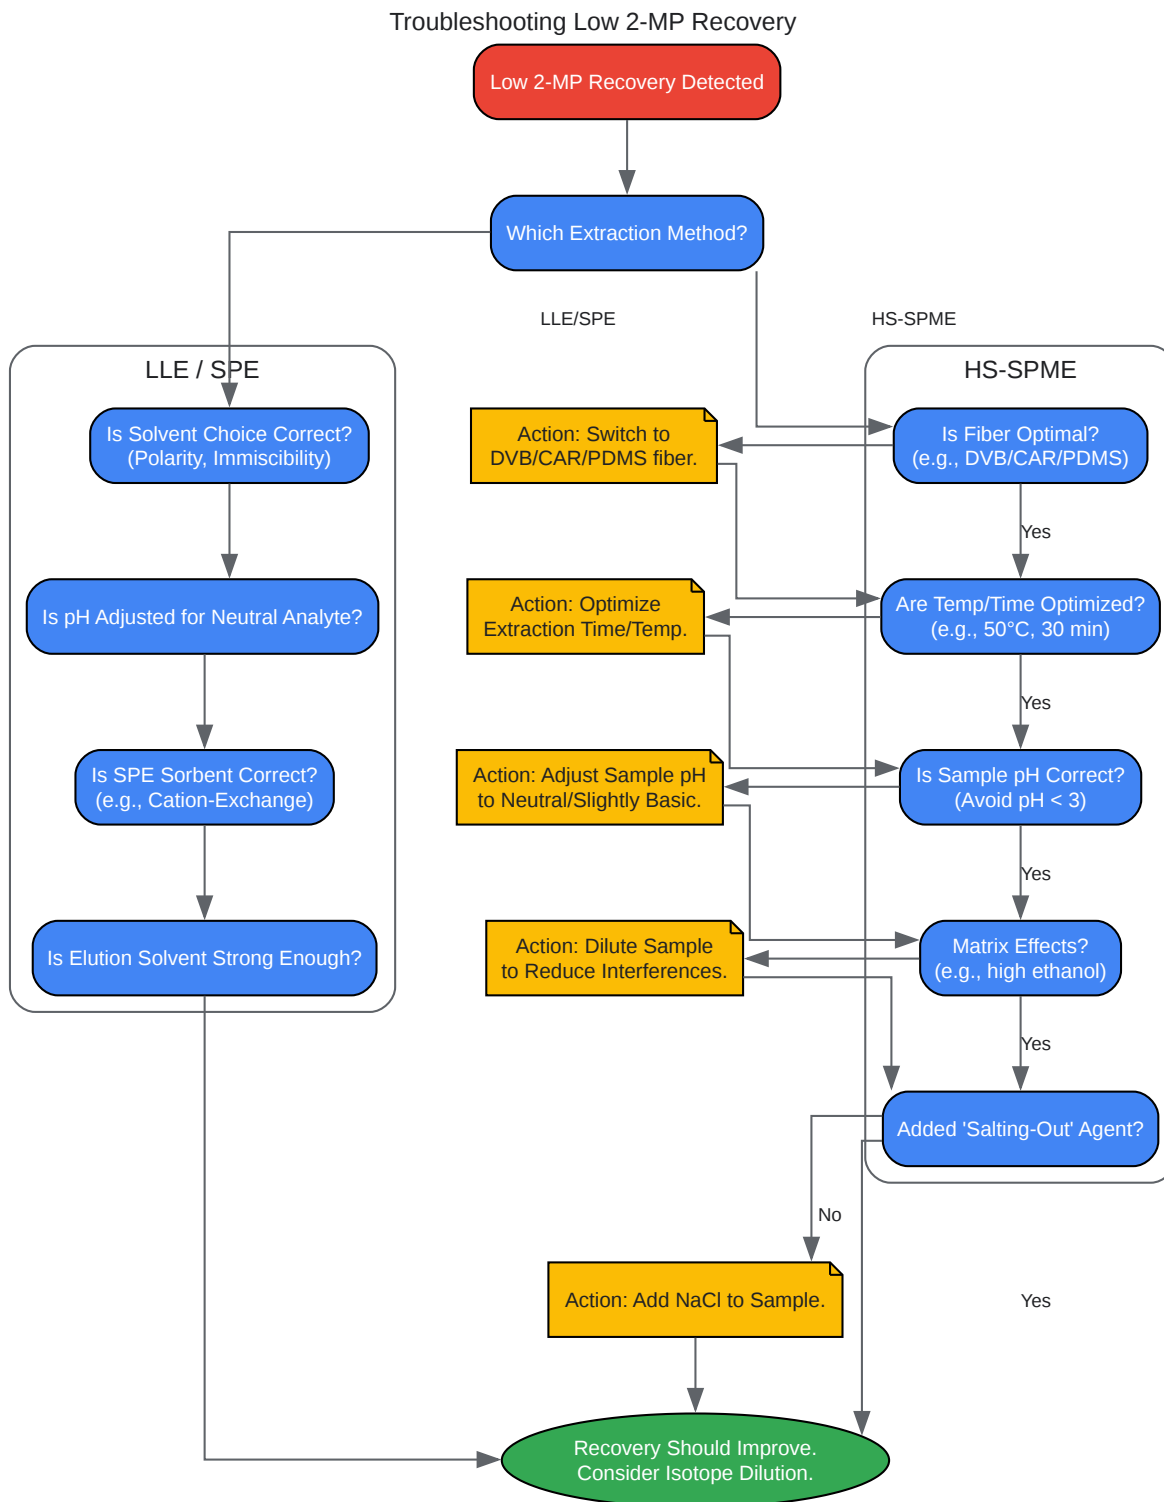 Troubleshooting Low 2-MP Recovery
Low 2-MP Recovery Detected
Which Extraction Method?
LLE/SPE
HS-SPME
LLE / SPE
HS-SPME
Is Solvent Choice Correct?
(Polarity, Immiscibility)
Action: Switch to
DVB/CAR/PDMS fiber.
Is Fiber Optimal?
(e.g., DVB/CAR/PDMS)
Yes
Is pH Adjusted for Neutral Analyte?
Action: Optimize
Extraction Time/Temp.
Are Temp/Time Optimized?
(e.g., 50°C, 30 min)
Yes
Is SPE Sorbent Correct?
(e.g., Cation-Exchange)
Action: Adjust Sample pH
to Neutral/Slightly Basic.
Is Sample pH Correct?
(Avoid pH < 3)
Yes
Is Elution Solvent Strong Enough?
Action: Dilute Sample
to Reduce Interferences.
Matrix Effects?
(e.g., high ethanol)
Yes
Added 'Salting-Out' Agent?
No
Action: Add NaCl to Sample.
Yes
Recovery Should Improve.
Consider Isotope Dilution.